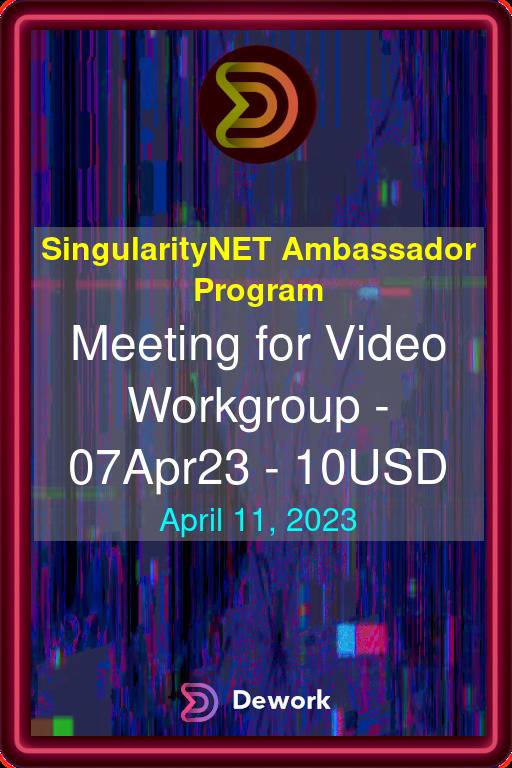 SingularityNET Ambassador
Program
Meeting for Video
Workgroup -
07Apr23 - 10USD
April 11, 2023
Dework